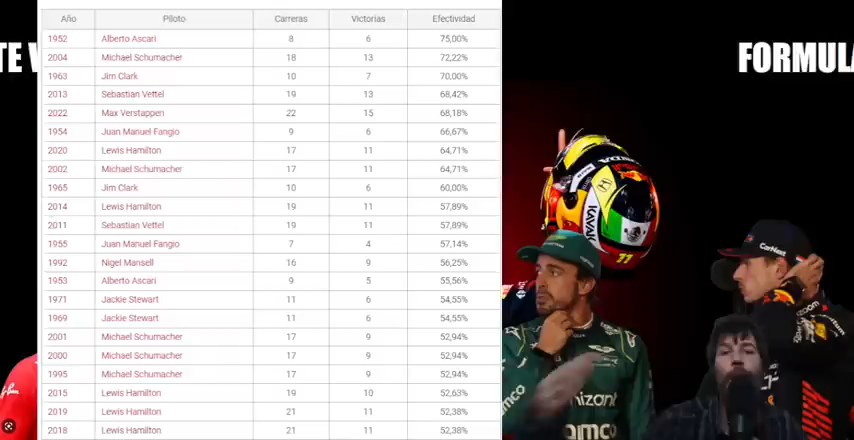 Año Piloto Carreras Victorias Efectividad
1952 Alberto Ascari 8 6 75,00%
2004 Michael Schumacher 18 13 72,22%
1963 Jim Clark 10 7 70,00%
2013 Sebastian Vettel 19 13 68,42%
2022 Max Verstappen 22 15 68,18%
1954 Juan Manuel Fangio 9 6 66,67%
2020 Lewis Hamilton 17 11 64,71%
2002 Michael Schumacher 17 11 64,71%
1965 Jim Clark 10 6 60,00%
2014 Lewis Hamilton 19 11 57,89%
2011 Sebastian Vettel 19 11 57,89%
1955 Juan Manuel Fangio 7 4 57,14%
1992 Nigel Mansell 16 9 56,25%
1953 Alberto Ascari 9 5 55,56%
1971 Jackie Stewart 11 6 54,55%
1969 Jackie Stewart 11 6 54,55%
2001 Michael Schumacher 17 9 52,94%
2000 Michael Schumacher 17 9 52,94%
1995 Michael Schumacher 17 9 52,94%
2015 Lewis Hamilton 19 10 52,63%
2019 Lewis Hamilton 21 11 52,38%
2018 Lewis Hamilton 21 11 52,38%
TE
FORMULA
HONDA
KAVAK
11
CarNext
zoom
nizant
amco